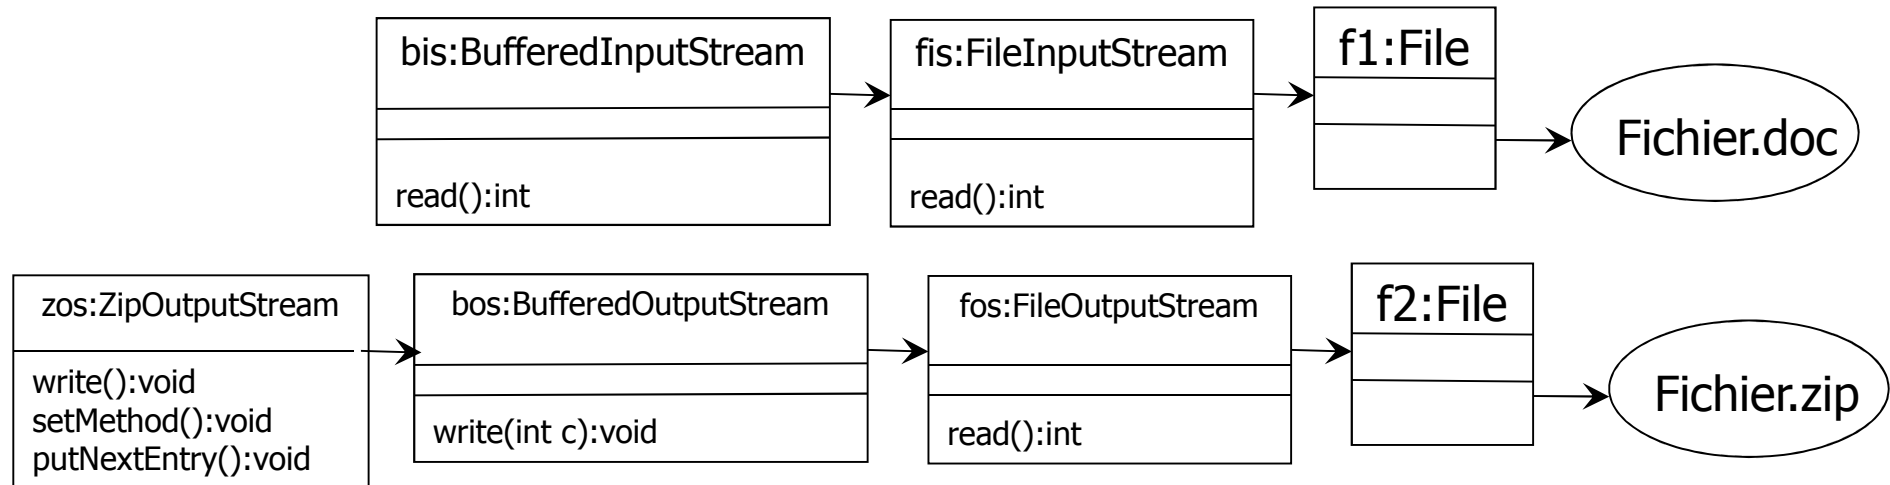 bis:BufferedInputStream
read():int
fis:FileInputStream
read():int
f1:File
Fichier.doc
zos:ZipOutputStream
write():void
setMethod():void
putNextEntry():void
bos:BufferedOutputStream
write(int c):void
fos:FileOutputStream
read():int
f2:File
Fichier.zip